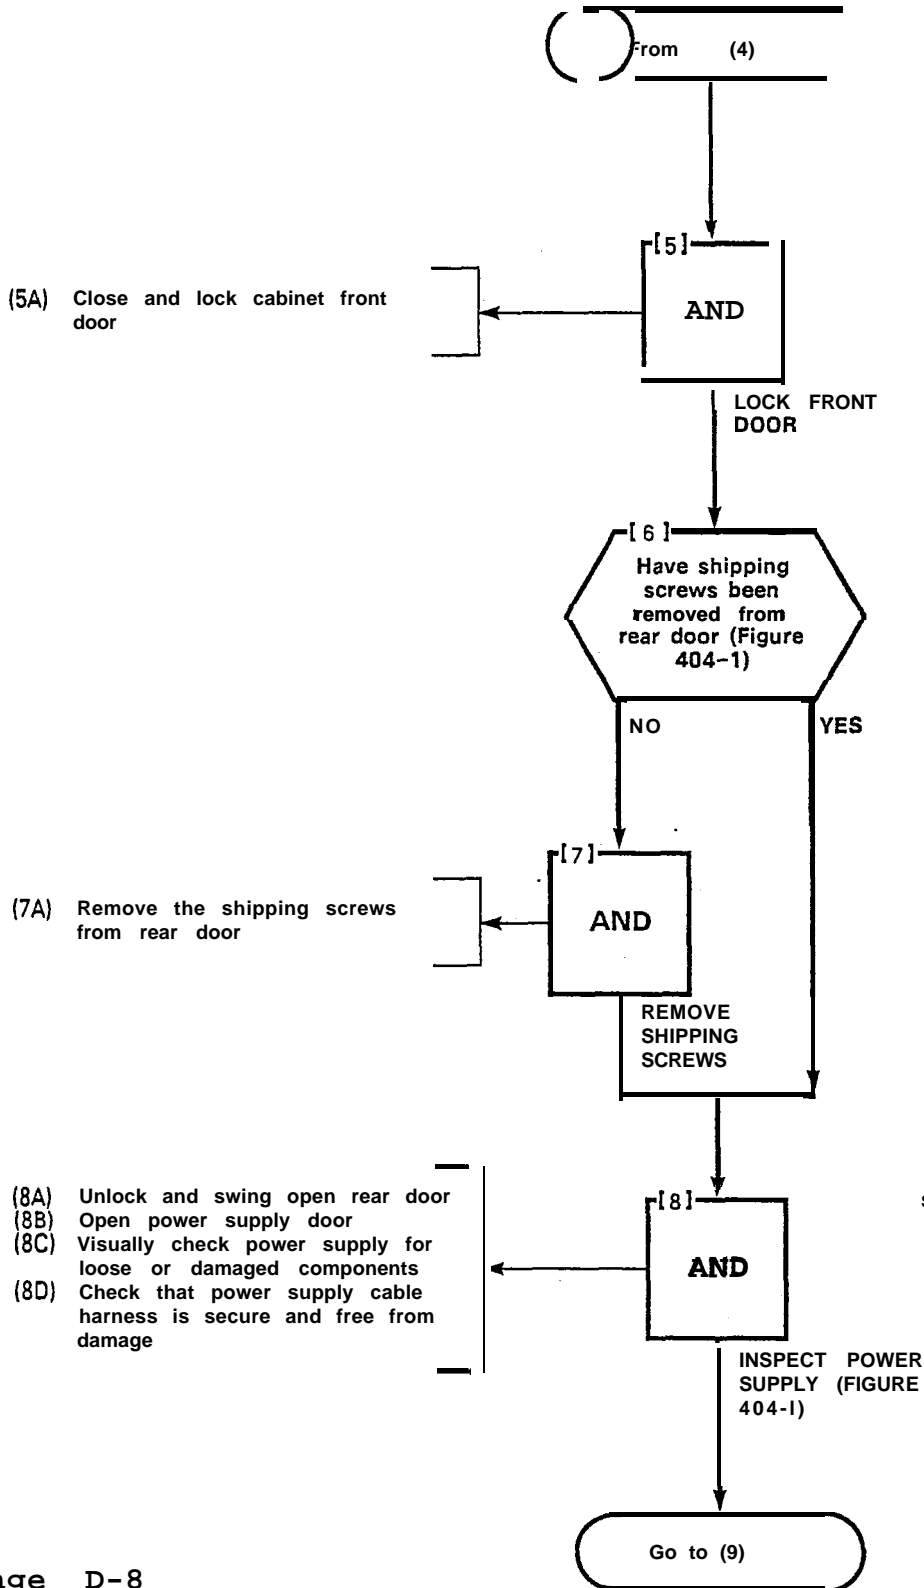 From (4)
[5]
(5A) Close and lock cabinet front
door
AND
LOCK FRONT
DOOR
[6]
Have shipping
screws been
removed from
rear door (Figure
404-1)
NO
YES
[7]
(7A) Remove the shipping screws
from rear door
AND
REMOVE
SHIPPING
SCREWS
[8]
(8A) Unlock and swing open rear door
(8B) Open power supply door
(8C) Visually check power supply for
loose or damaged components
(8D) Check that power supply cable
harness is secure and free from
damage
AND
INSPECT POWER
SUPPLY (FIGURE
404-I)
Go to (9)
D-8